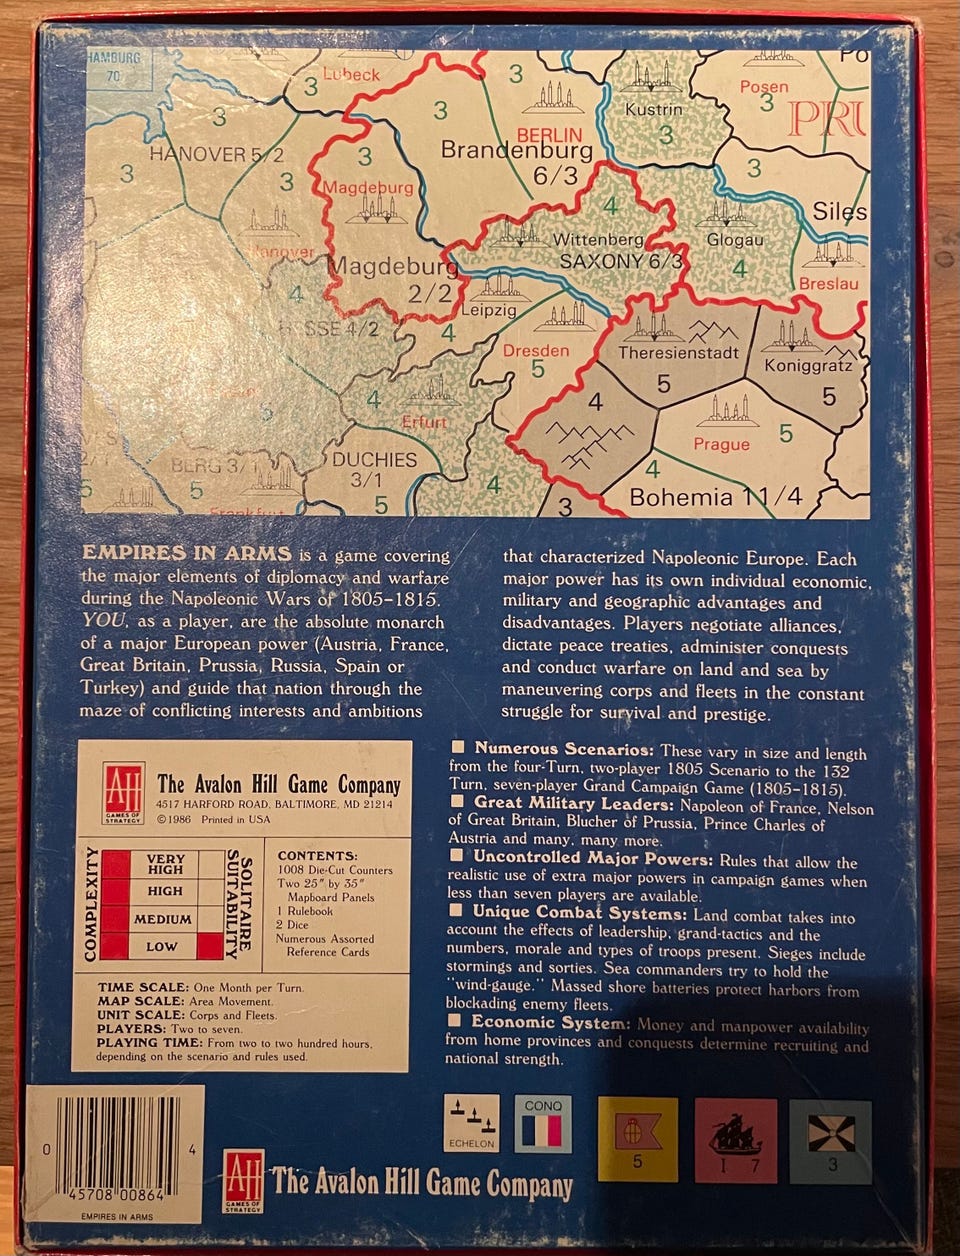 HAMBURG
70
3
Lubeck
3
3
Kustrin
3
Posen
3
PRU
3
HANOVER 5/2
3
3
3
BERLIN
Brandenburg
6/3
3
Siles
Magdeburg
4
Hanover
Wittenberg
SAXONY 6/3
Glogau
4
Breslau
Magdeburg
2/2
4
Leipzig
4
Dresden
5
Theresienstadt
5
Koniggratz
5
4
4
Erfurt
5
Prague
5
BERG 3/1
5
DUCHIES
3/1
5
4
4
3
Bohemia 11/4
5
Frankfurt
EMPIRES IN ARMS is a game covering
the major elements of diplomacy and warfare
during the Napoleonic Wars of 1805-1815.
YOU, as a player, are the absolute monarch
of a major European power (Austria, France,
Great Britain, Prussia, Russia, Spain or
Turkey) and guide that nation through the
maze of conflicting interests and ambitions
that characterized Napoleonic Europe. Each
major power has its own individual economic,
military and geographic advantages and
disadvantages. Players negotiate alliances,
dictate peace treaties, administer conquests
and conduct warfare on land and sea by
maneuvering corps and fleets in the constant
struggle for survival and prestige.
AH
GAMES OF
STRATEGY
The Avalon Hill Game Company
4517 HARFORD ROAD, BALTIMORE, MD 21214
©1986 Printed in USA
COMPLEXITY
VERY
HIGH
HIGH
MEDIUM
LOW
SOLITAIRE
SUITABILITY
CONTENTS:
1008 Die-Cut Counters
Two 25" by 35"
Mapboard Panels
1 Rulebook
2 Dice
Numerous Assorted
Reference Cards
TIME SCALE: One Month per Turn.
MAP SCALE: Area Movement.
UNIT SCALE: Corps and Fleets.
PLAYERS: Two to seven.
PLAYING TIME: From two to two hundred hours,
depending on the scenario and rules used.
■ Numerous Scenarios: These vary in size and length
from the four-Turn, two-player 1805 Scenario to the 132
Turn, seven-player Grand Campaign Game (1805-1815).
■ Great Military Leaders: Napoleon of France, Nelson
of Great Britain, Blucher of Prussia, Prince Charles of
Austria and many, many more.
■ Uncontrolled Major Powers: Rules that allow the
realistic use of extra major powers in campaign games when
less than seven players are available.
■ Unique Combat Systems: Land combat takes into
account the effects of leadership, grand-tactics and the
numbers, morale and types of troops present. Sieges include
stormings and sorties. Sea commanders try to hold the
"wind-gauge." Massed shore batteries protect harbors from
blockading enemy fleets.
■ Economic System: Money and manpower availability
from home provinces and conquests determine recruiting and
national strength.
0
4
45708 00864
EMPIRES IN ARMS
AH
GAMES OF
STRATEGY
The Avalon Hill Game Company
ECHELON
CONQ
5
I 7
3